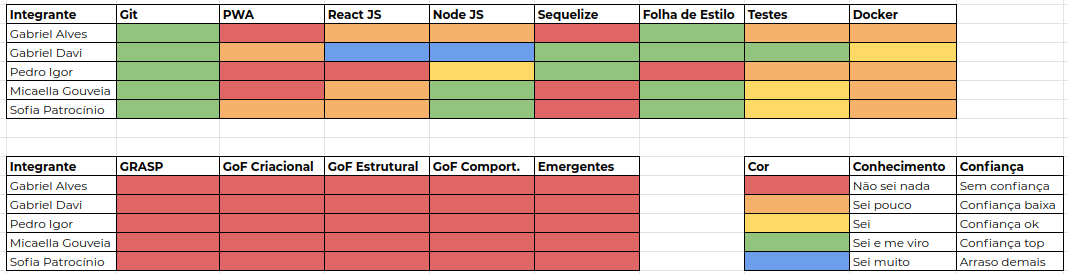 Integrante Git PWA React JS Node JS Sequelize Folha de Estilo Testes Docker
Gabriel Alves
Gabriel Davi
Pedro Igor
Micaella Gouveia
Sofia Patrocínio
Integrante GRASP GoF Criacional GoF Estrutural GoF Comport. Emergentes Cor Conhecimento Confiança
Gabriel Alves Não sei nada Sem confiança
Gabriel Davi Sei pouco Confiança baixa
Pedro Igor Sei Confiança ok
Micaella Gouveia Sei e me viro Confiança top
Sofia Patrocínio Sei muito Arraso demais